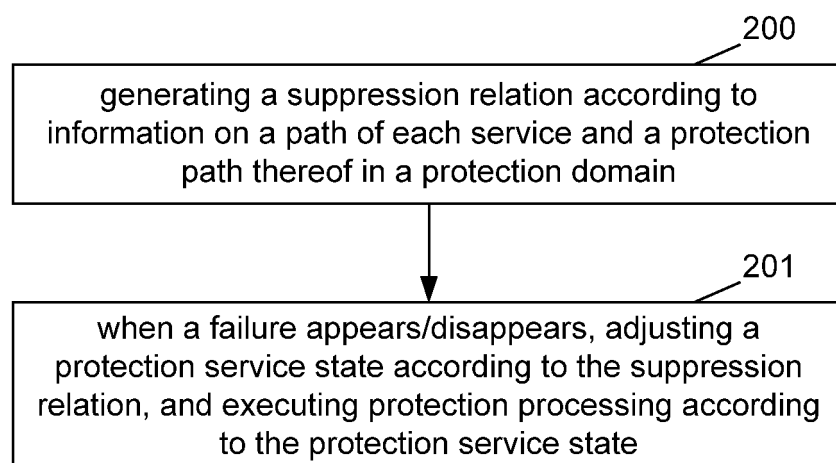 200
generating a suppression relation according to
information on a path of each service and a protection
path thereof in a protection domain
201
when a failure appears/disappears, adjusting a
protection service state according to the suppression
relation, and executing protection processing according
to the protection service state